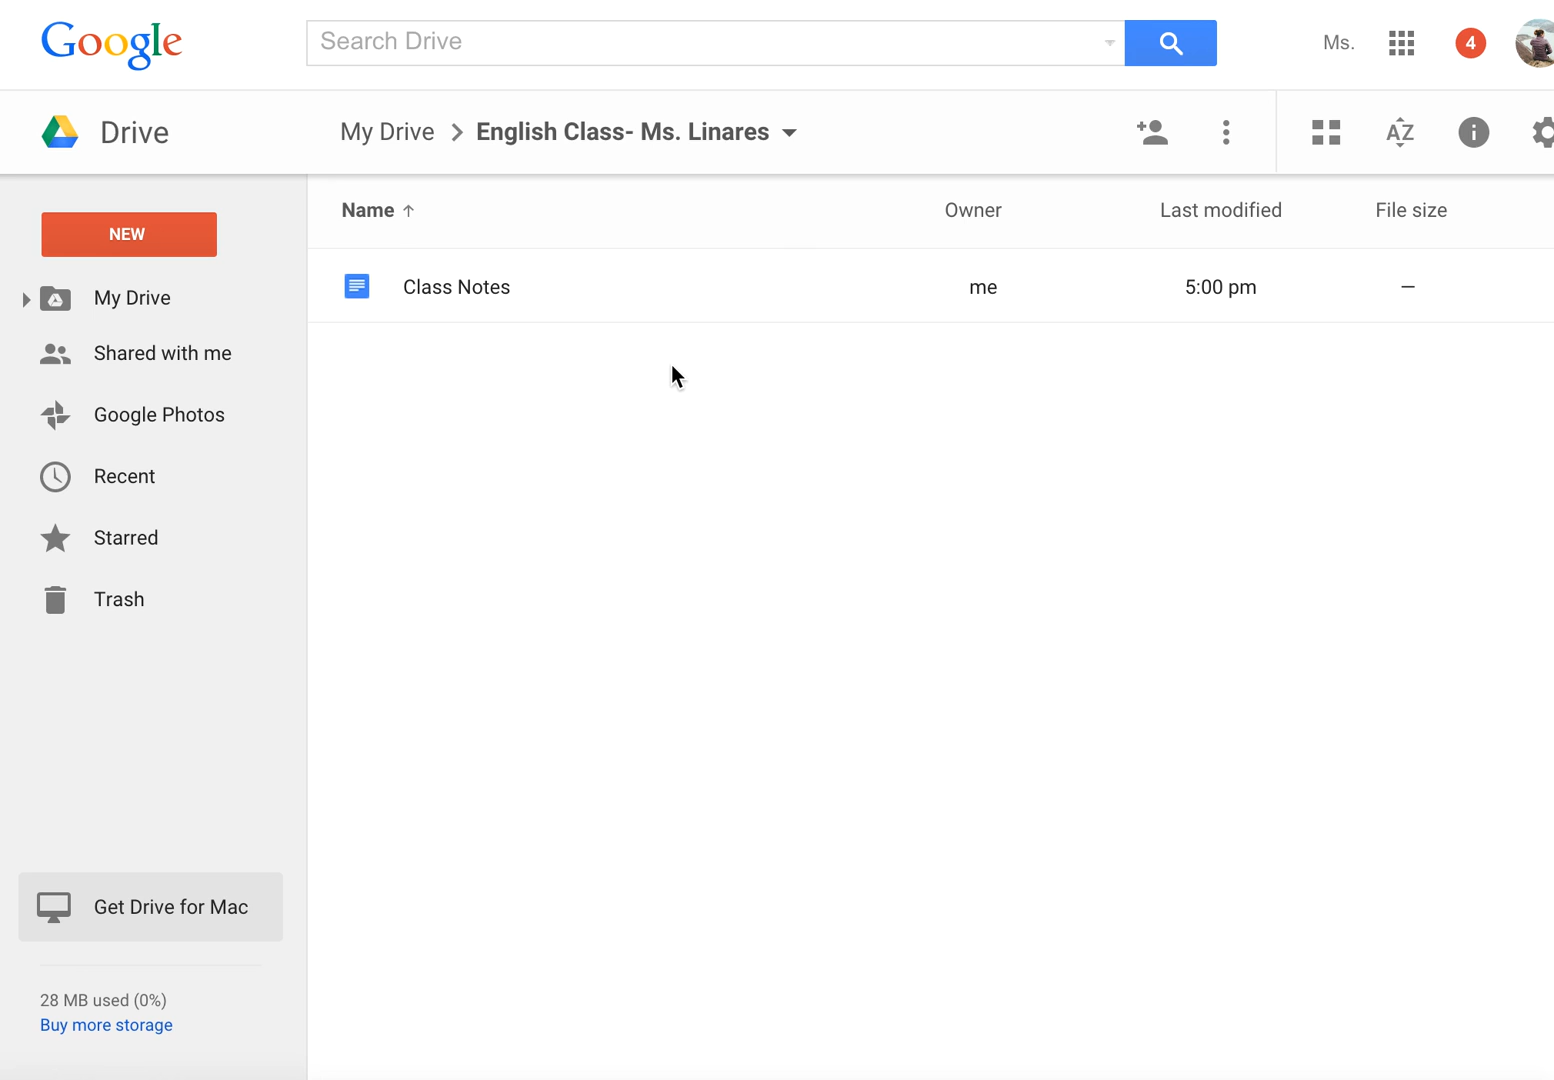 Google
Search Drive
Ms.
4
Drive
My Drive > English Class- Ms. Linares
AZ
i
NEW
Name ↑
Owner
Last modified
File size
Class Notes
me
5:00 pm
—
My Drive
Shared with me
Google Photos
Recent
Starred
Trash
Get Drive for Mac
28 MB used (0%)
Buy more storage